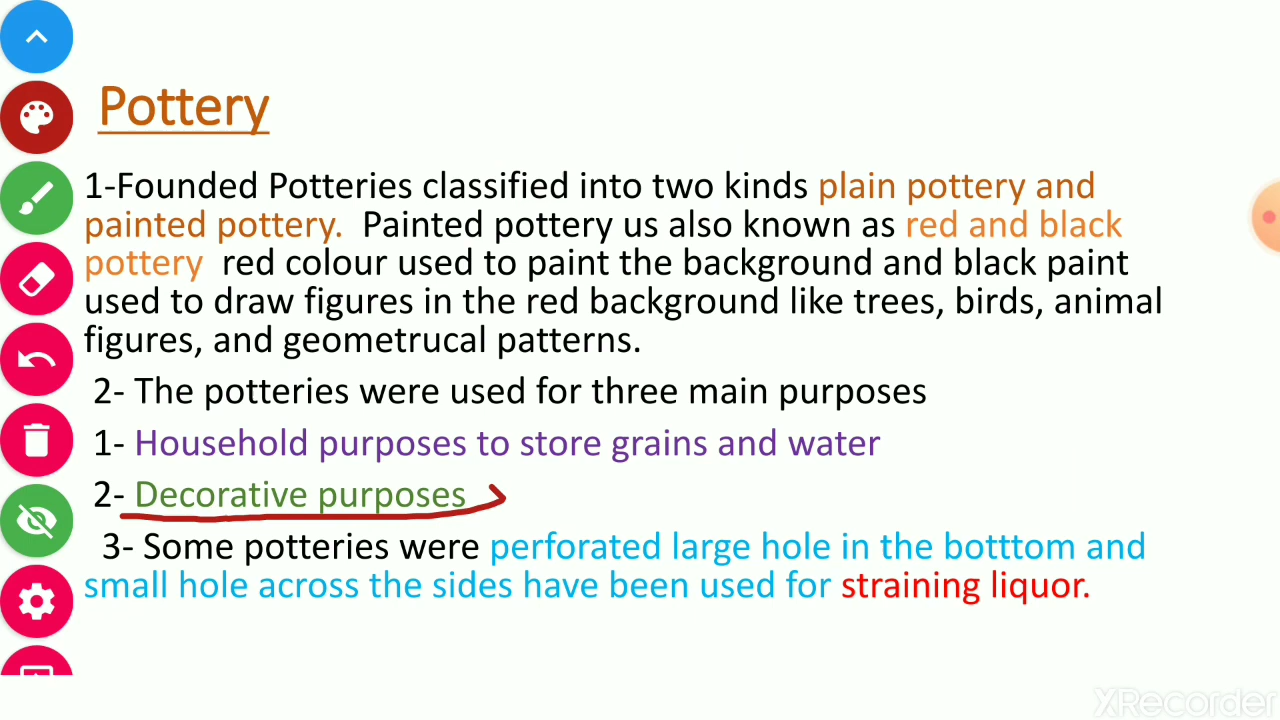 Pottery
1-Founded Potteries classified into two kinds plain pottery and
painted pottery. Painted pottery us also known as red and black
pottery red colour used to paint the background and black paint
used to draw figures in the red background like trees, birds, animal
figures, and geometrucal patterns.
2- The potteries were used for three main purposes
1- Household purposes to store grains and water
2- Decorative purposes
3- Some potteries were perforated large hole in the botttom and
small hole across the sides have been used for straining liquor.
XRecorder